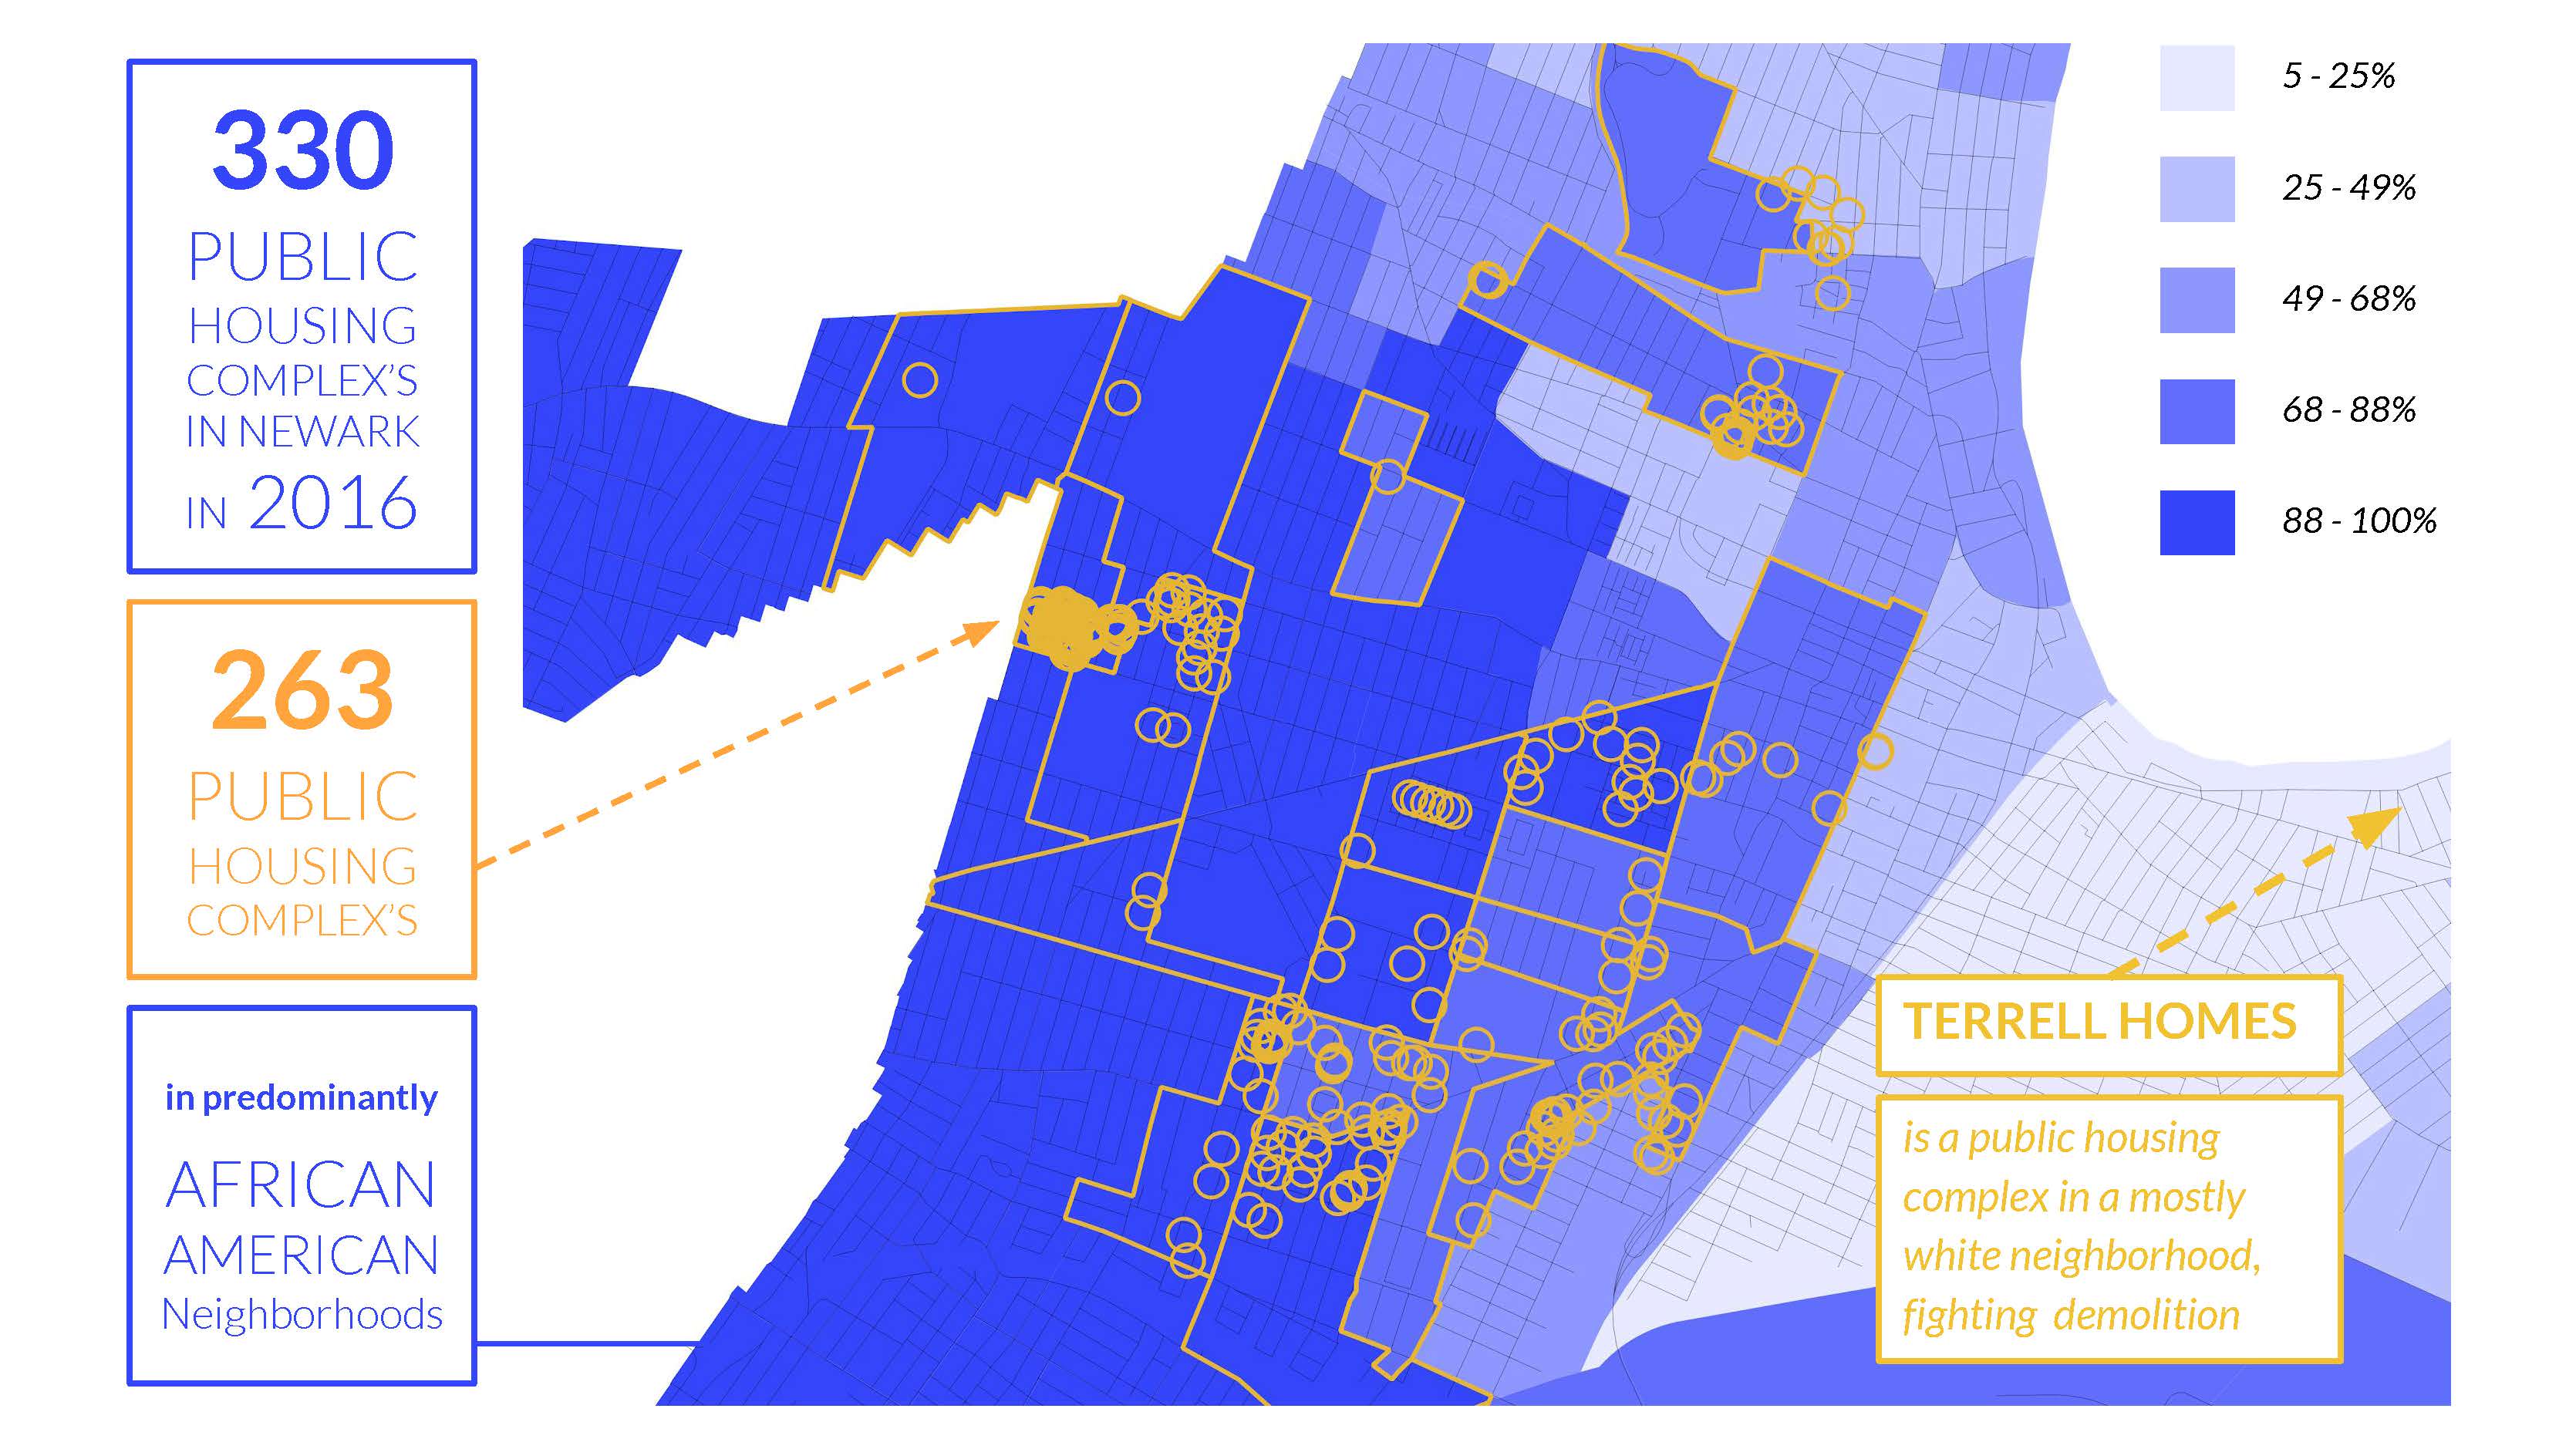 330
PUBLIC
HOUSING
COMPLEX'S
IN NEWARK
IN 2016
263
PUBLIC
HOUSING
COMPLEX'S
in predominantly
AFRICAN
AMERICAN
Neighborhoods
5 - 25%
25 - 49%
49 - 68%
68 - 88%
88 - 100%
TERRELL HOMES
is a public housing
complex in a mostly
white neighborhood,
fighting demolition